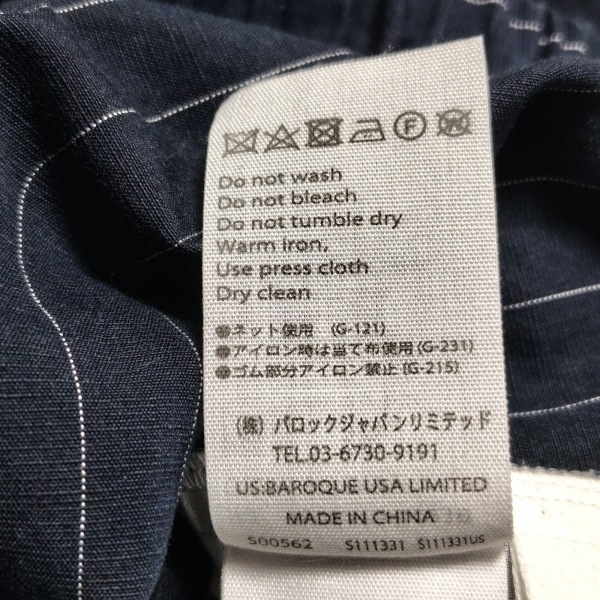 Do not wash
Do not bleach
Do not tumble dry
Warm iron,
Use press cloth
Dry clean
●ネット使用 (G-121)
●アイロン時は当て布使用(G-231)
●ゴム部分アイロン禁止(G-215)
(株) バロックジャパンリミテッド
TEL.03-6730-9191
US:BAROQUE USA LIMITED
MADE IN CHINA
S00562 S111331 S111331US